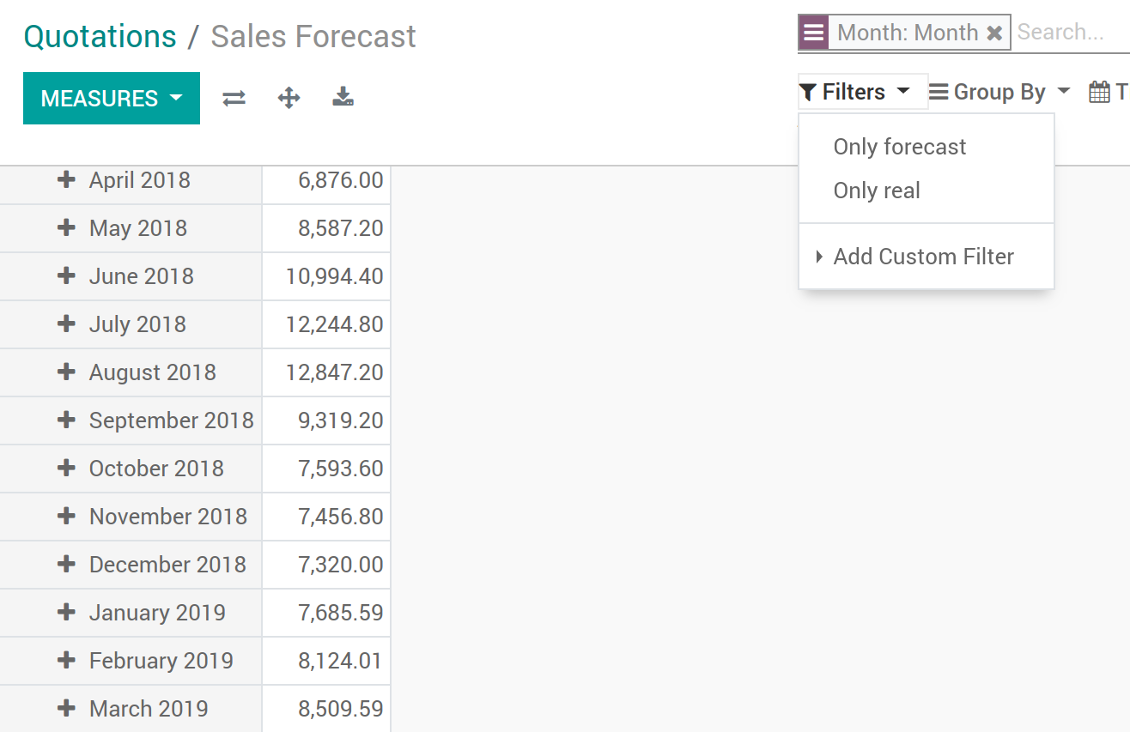 Quotations / Sales Forecast
Month: Month
Search...
MEASURES
Filters
Group By
T
Only forecast
Only real
Add Custom Filter
April 2018 6,876.00
May 2018 8,587.20
June 2018 10,994.40
July 2018 12,244.80
August 2018 12,847.20
September 2018 9,319.20
October 2018 7,593.60
November 2018 7,456.80
December 2018 7,320.00
January 2019 7,685.59
February 2019 8,124.01
March 2019 8,509.59